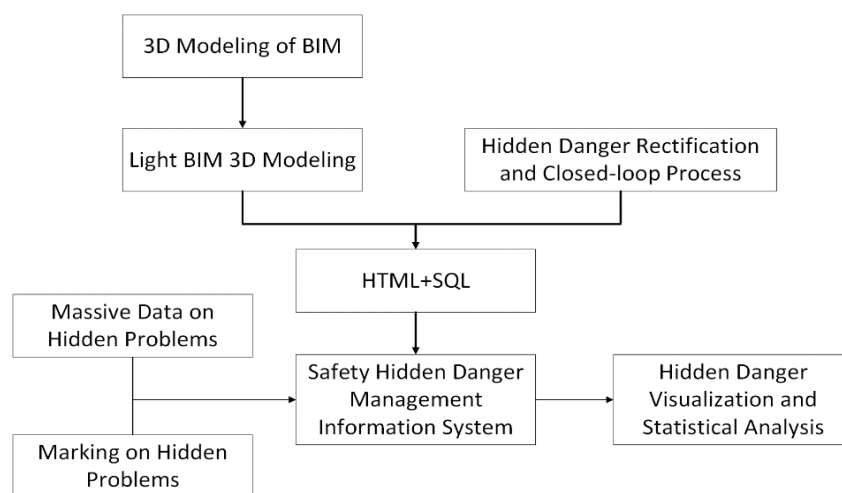 3D Modeling of BIM
Light BIM 3D Modeling
Hidden Danger Rectification
and Closed-loop Process
HTML+SQL
Massive Data on
Hidden Problems
Safety Hidden Danger
Management
Information System
Hidden Danger
Visualization and
Statistical Analysis
Marking on Hidden
Problems